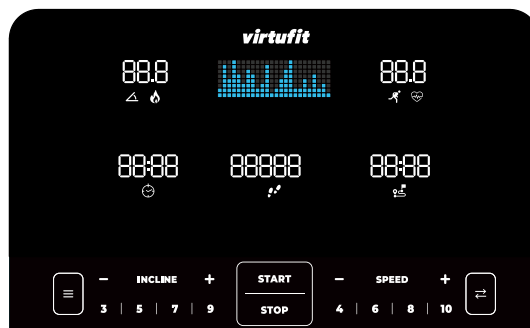 virtufit
88.8
88.8
88:88
88888
88:88
− INCLINE +
START
− SPEED +
3 | 5 | 7 | 9
STOP
4 | 6 | 8 | 10